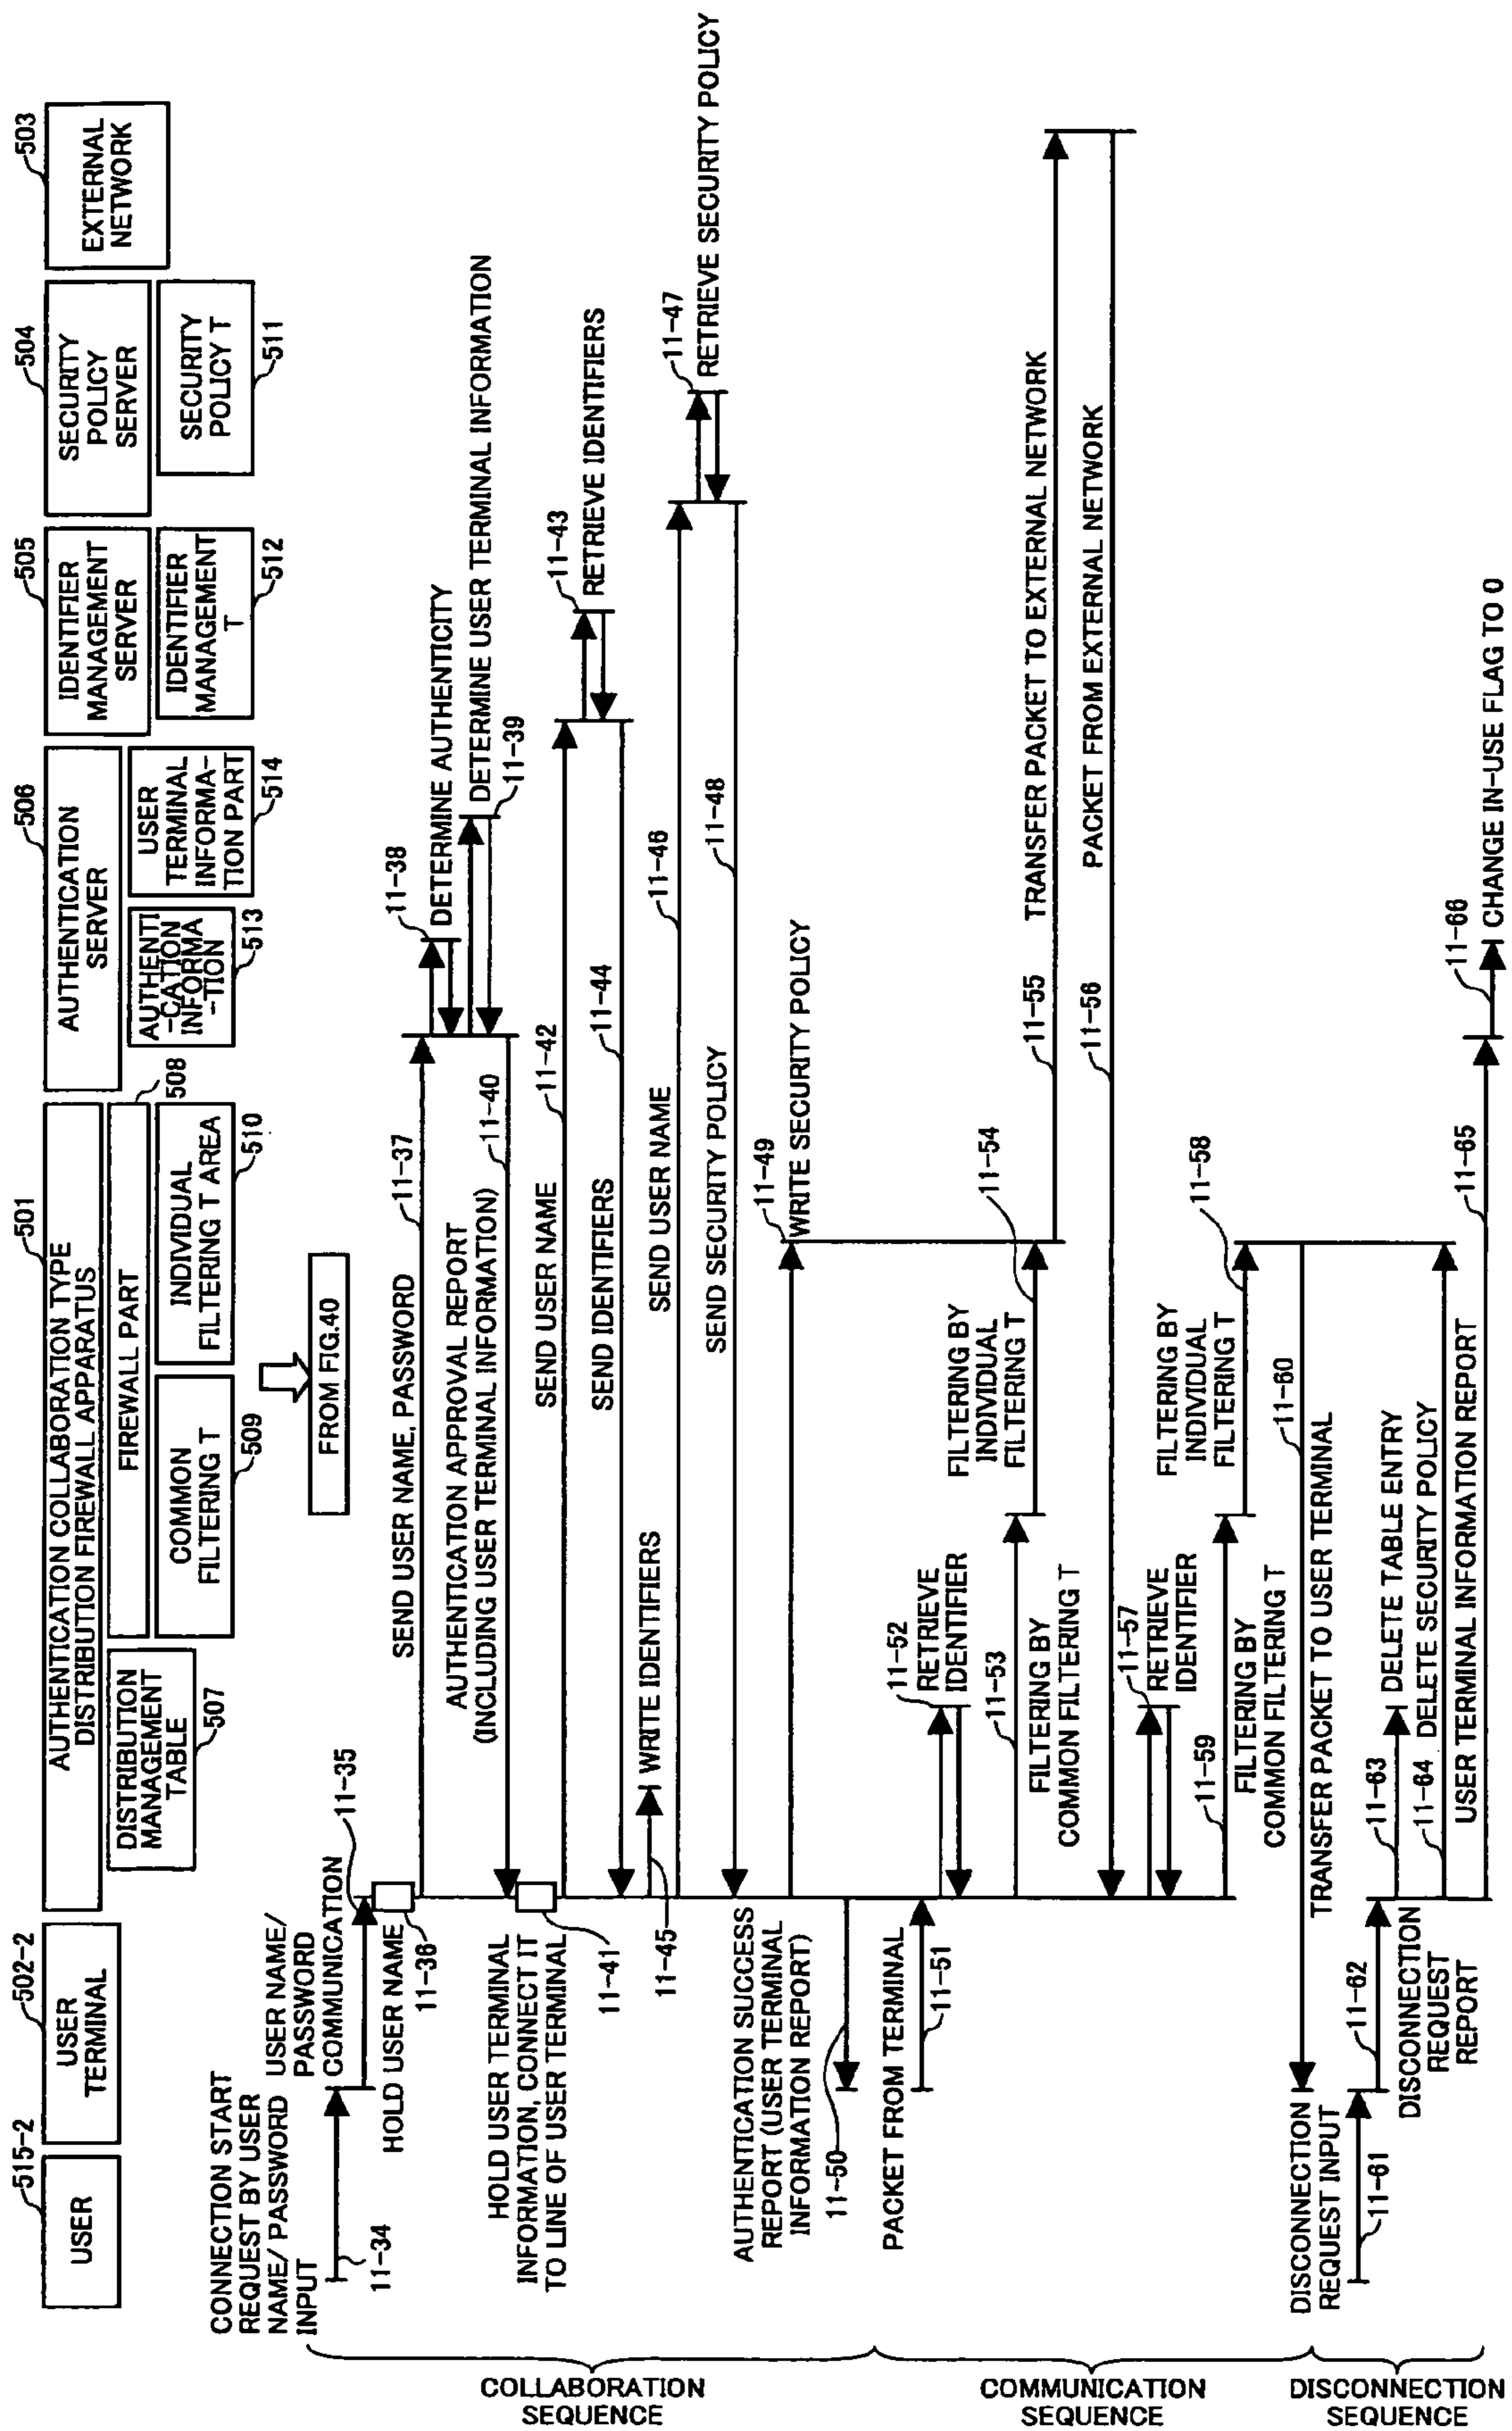 515-2
USER
502-2
USER
TERMINAL
501
AUTHENTICATION COLLABORATION TYPE
DISTRIBUTION FIREWALL APPARATUS
DISTRIBUTION
MANAGEMENT
TABLE
507
FIREWALL PART
508
COMMON
FILTERING T
509
INDIVIDUAL
FILTERING T AREA
510
506
AUTHENTICATION
SERVER
AUTHENTI
-CATION
INFORMA
-TION
513
USER
TERMINAL
INFORMA-
TION PART
514
505
IDENTIFIER
MANAGEMENT
SERVER
IDENTIFIER
MANAGEMENT
T
512
504
SECURITY
POLICY
SERVER
SECURITY
POLICY T
511
503
EXTERNAL
NETWORK
FROM FIG.40
COLLABORATION
SEQUENCE
CONNECTION START
REQUEST BY USER
NAME/ PASSWORD
INPUT
11-34
USER NAME/
PASSWORD
COMMUNICATION
11-35
HOLD USER NAME
11-36
SEND USER NAME, PASSWORD
11-37
11-38
DETERMINE AUTHENTICITY
DETERMINE USER TERMINAL INFORMATION
11-39
AUTHENTICATION APPROVAL REPORT
(INCLUDING USER TERMINAL INFORMATION)
11-40
HOLD USER TERMINAL
INFORMATION, CONNECT IT
TO LINE OF USER TERMINAL
11-41
SEND USER NAME
11-42
11-43
RETRIEVE IDENTIFIERS
SEND IDENTIFIERS
11-44
11-45
WRITE IDENTIFIERS
SEND USER NAME
11-46
11-47
RETRIEVE SECURITY POLICY
SEND SECURITY POLICY
11-48
11-49
WRITE SECURITY POLICY
AUTHENTICATION SUCCESS
REPORT (USER TERMINAL
INFORMATION REPORT)
11-50
COMMUNICATION
SEQUENCE
PACKET FROM TERMINAL
11-51
11-52
RETRIEVE
IDENTIFIER
11-53
FILTERING BY
COMMON FILTERING T
FILTERING BY
INDIVIDUAL
FILTERING T
11-54
11-55
TRANSFER PACKET TO EXTERNAL NETWORK
11-56
PACKET FROM EXTERNAL NETWORK
11-57
RETRIEVE
IDENTIFIER
11-59
FILTERING BY
COMMON FILTERING T
FILTERING BY
INDIVIDUAL
FILTERING T
11-58
11-60
TRANSFER PACKET TO USER TERMINAL
DISCONNECTION
SEQUENCE
DISCONNECTION
REQUEST INPUT
11-61
11-62
DISCONNECTION
REQUEST
REPORT
11-63
DELETE TABLE ENTRY
11-64
DELETE SECURITY POLICY
USER TERMINAL INFORMATION REPORT
11-65
11-66
CHANGE IN-USE FLAG TO 0